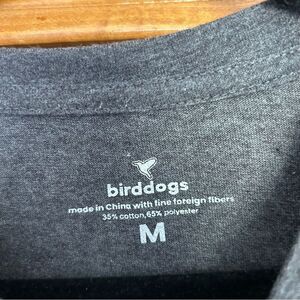 birddogs
made in China with fine foreign fibers
35% cotton, 65% polyester
M